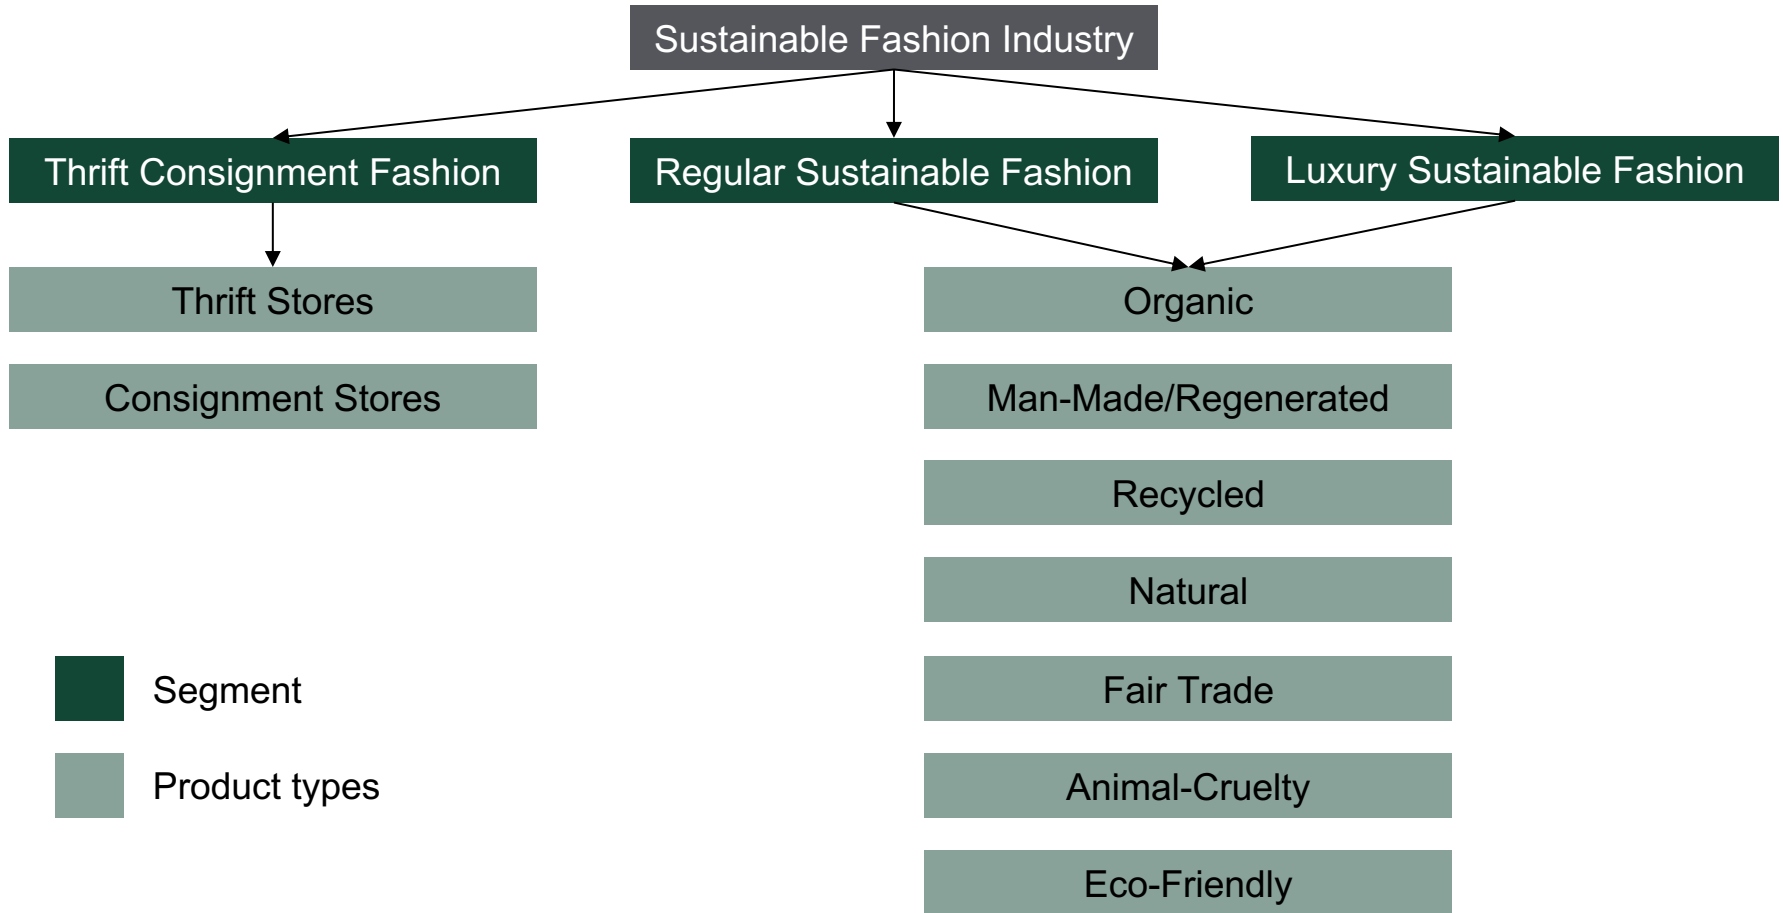 Sustainable Fashion Industry
Thrift Consignment Fashion
Regular Sustainable Fashion
Luxury Sustainable Fashion
Thrift Stores
Consignment Stores
Organic
Man-Made/Regenerated
Recycled
Natural
Fair Trade
Animal-Cruelty
Eco-Friendly
Segment
Product types